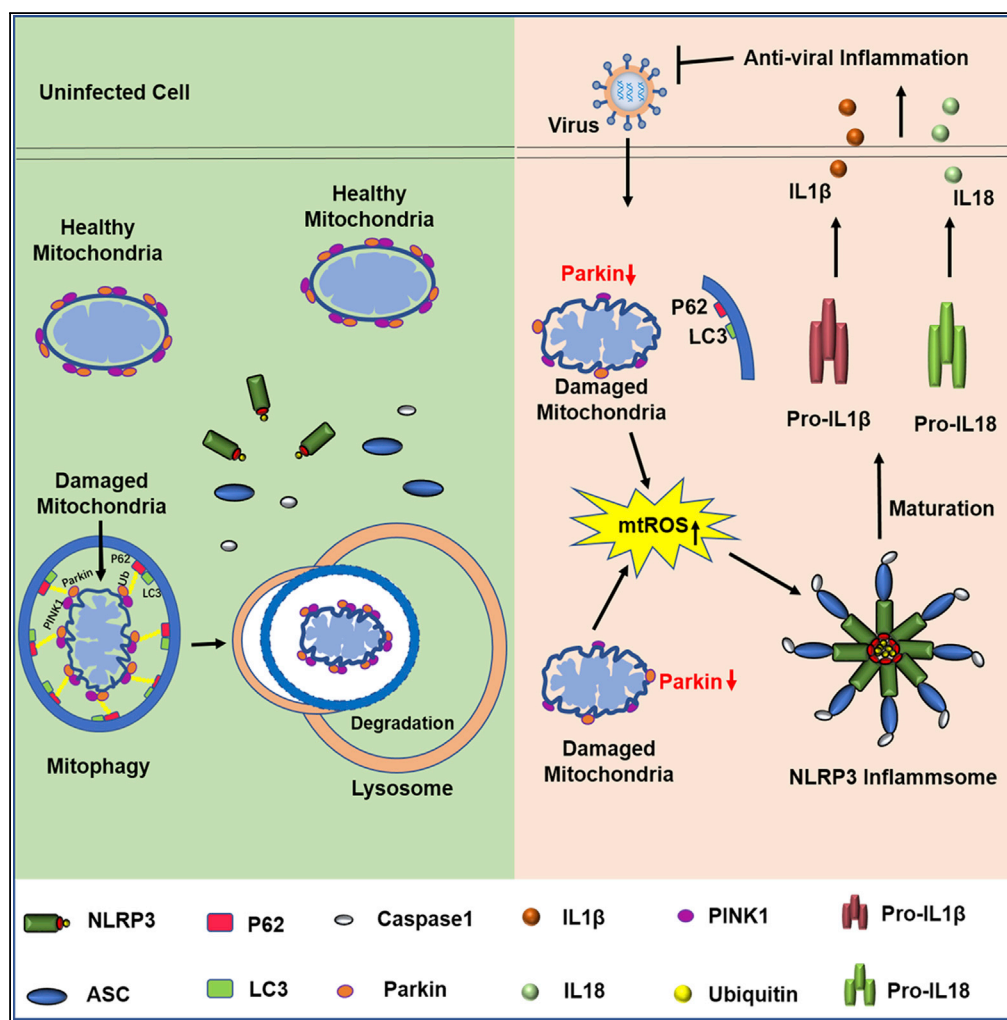 Uninfected Cell
Healthy
Mitochondria
Healthy
Mitochondria
Damaged
Mitochondria
P62
Parkin
Ub
LC3
PINK1
Mitophagy
Degradation
Lysosome
Anti-viral Inflammation
Virus
IL1β
IL18
Parkin
P62
LC3
Damaged
Mitochondria
Pro-IL1β
Pro-IL18
mtROS
Maturation
Parkin
Damaged
Mitochondria
NLRP3 Inflammsome
NLRP3
P62
Caspase1
IL1β
PINK1
Pro-IL1β
ASC
LC3
Parkin
IL18
Ubiquitin
Pro-IL18